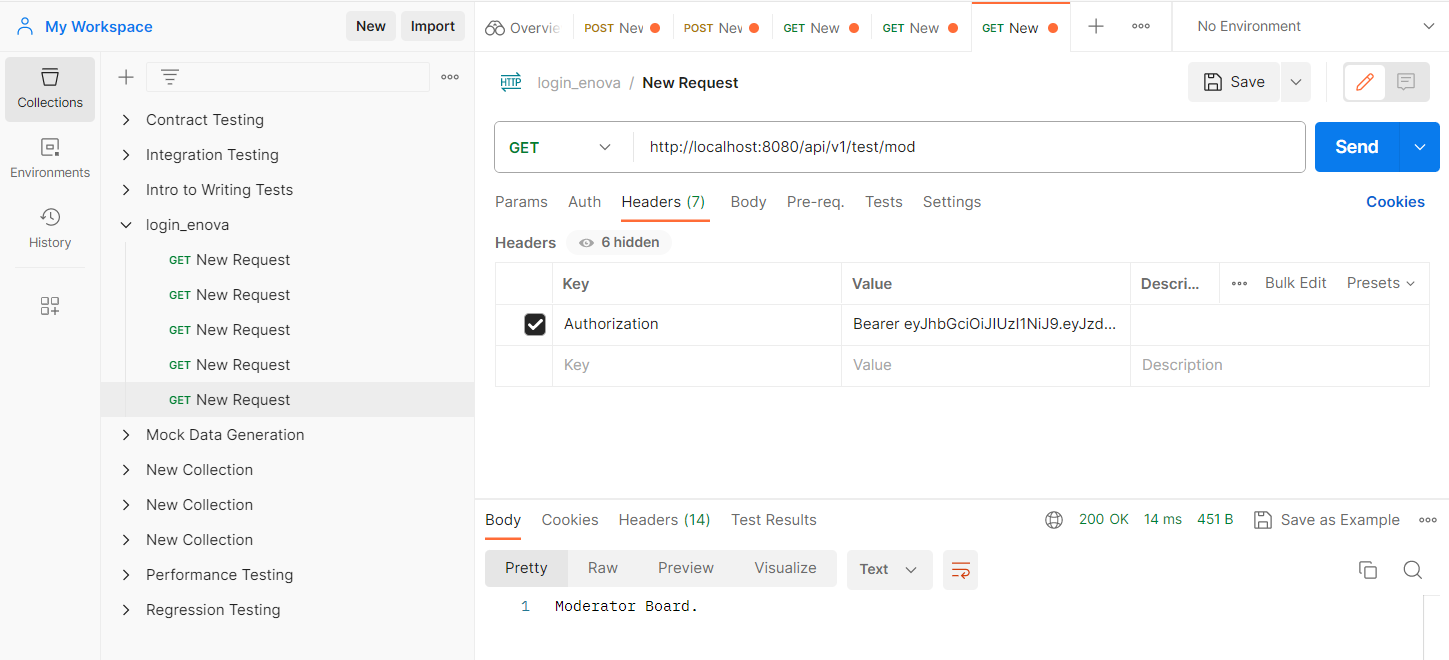 My Workspace
New
Import
Overvie
POST Nev
POST Nev
GET New
GET New
GET New
No Environment
Collections
Environments
History
Contract Testing
Integration Testing
Intro to Writing Tests
login_enova
GET New Request
GET New Request
GET New Request
GET New Request
GET New Request
Mock Data Generation
New Collection
New Collection
New Collection
Performance Testing
Regression Testing
HTTP
login_enova / New Request
Save
GET
http://localhost:8080/api/v1/test/mod
Send
Params Auth Headers (7) Body Pre-req. Tests Settings
Cookies
Headers 6 hidden
Key Value Descri... Bulk Edit Presets
Authorization Bearer eyJhbGciOiJIUzI1NiJ9.eyJzd...
Key Value Description
Body Cookies Headers (14) Test Results
200 OK 14 ms 451 B Save as Example
Pretty Raw Preview Visualize Text
1 Moderator Board.